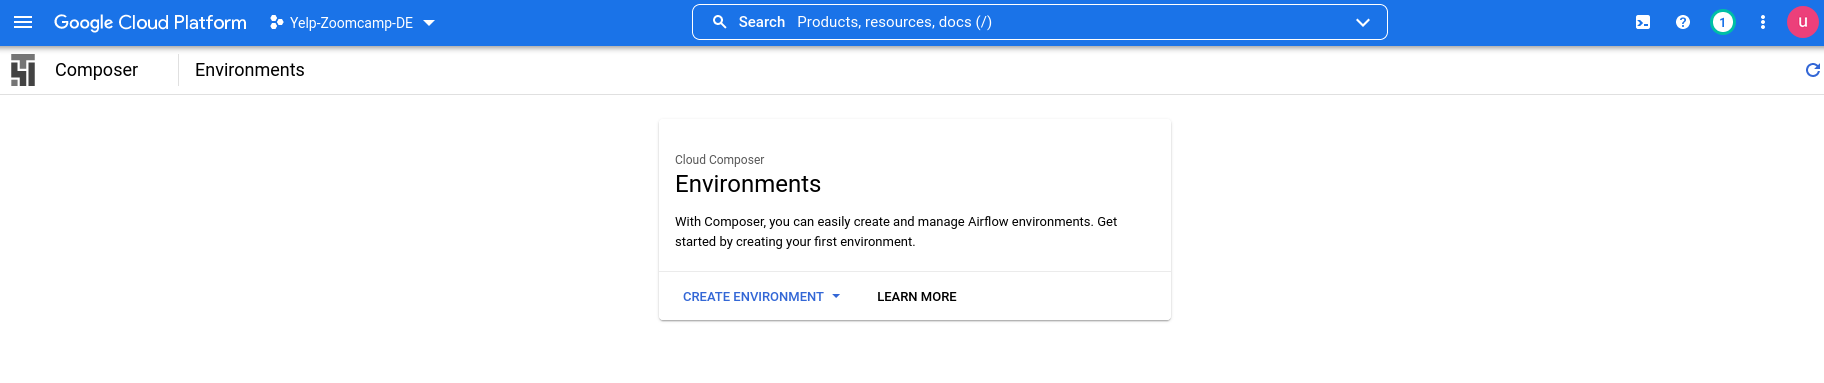 Google Cloud Platform Yelp-Zoomcamp-DE Search Products, resources, docs (/) 1 u
Composer Environments
Cloud Composer
Environments
With Composer, you can easily create and manage Airflow environments. Get
started by creating your first environment.
CREATE ENVIRONMENT LEARN MORE